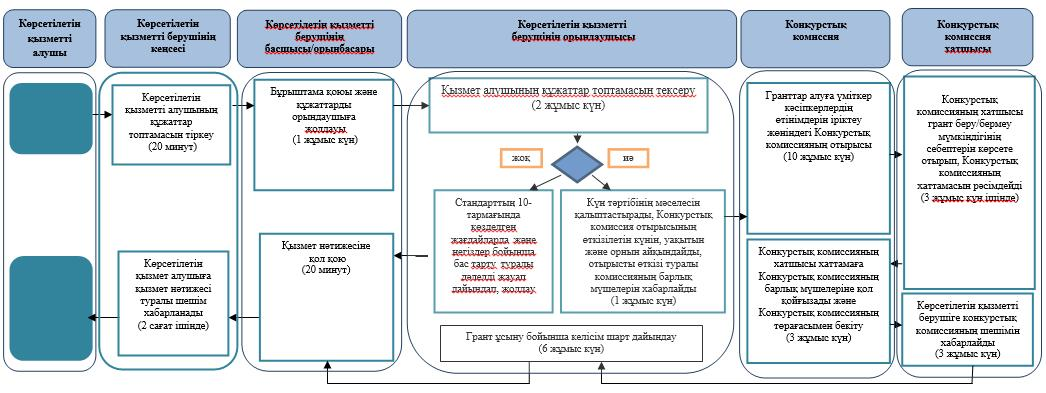 Көрсетілетін
қызметті
алушы
Көрсетілетін
қызметті берушінің
кеңсесі
Көрсетілетін қызметті
берушінің
басшысы/орынбасары
Көрсетілетін қызметті
берушінің орындаушысы
Конкурстық
комиссия
Конкурстық
комиссия
хатшысы
Көрсетілетін
қызметті алушының
құжаттар
топтамасын тіркеу
(20 минут)
Бұрыштама қоюы және
құжаттарды
орындаушыға
жолдауы
(1 жұмыс күн)
Қызмет алушының құжаттар топтамасын тексеру
(2 жұмыс күн)
жоқ
иә
Стандарттың 10-
тармағында
көзделген
жағдайларда және
негіздер бойынша
бас тарту туралы
дәлелді жауап
дайындап, жолдау
Күн тәртібінің мәселесін
қалыптастырады, Конкурстық
комиссия отырысының
өткізілетін күнін, уақытын
және орнын айқындайды,
отырысты өткізі туралы
комиссияның барлық
мүшелерін хабарлайды
(1 жұмыс күн)
Гранттар алуға үміткер
кәсіпкерлердің
өтінімдерін іріктеу
жөніндегі Конкурстық
комиссияның отырысы
(10 жұмыс күн)
Конкурстық
комиссияның хатшысы
грант беру/бермеу
мүмкіндігінің
себептерін көрсете
отырып, Конкурстық
комиссияның
хаттамасын рәсімдейді
(3 жұмыс күн ішінде)
Конкурстық комиссияның
хатшысы хаттамаға
Конкурстық комиссияның
барлық мүшелеріне қол
қойғызады және
Конкурстық комиссияның
төрағасымен бекіту
(3 жұмыс күн)
Көрсетілетін қызметті
берушіге конкурстық
комиссияның шешімін
хабарлайды
(3 жұмыс күн)
Грант ұсыну бойынша келісім шарт дайындау
(6 жұмыс күн)
Қызмет нәтижесіне
қол қою
(20 минут)
Көрсетілетін
қызмет алушыға
қызмет нәтижесі
туралы шешім
хабарланады
(2 сағат ішінде)